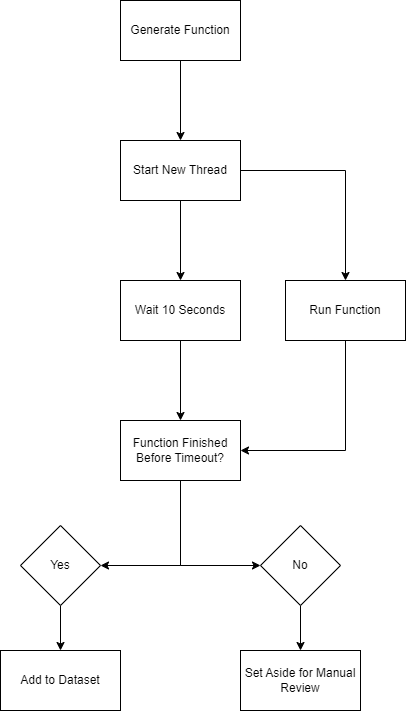 Generate Function
Start New Thread
Wait 10 Seconds
Run Function
Function Finished
Before Timeout?
Yes
No
Add to Dataset
Set Aside for Manual
Review